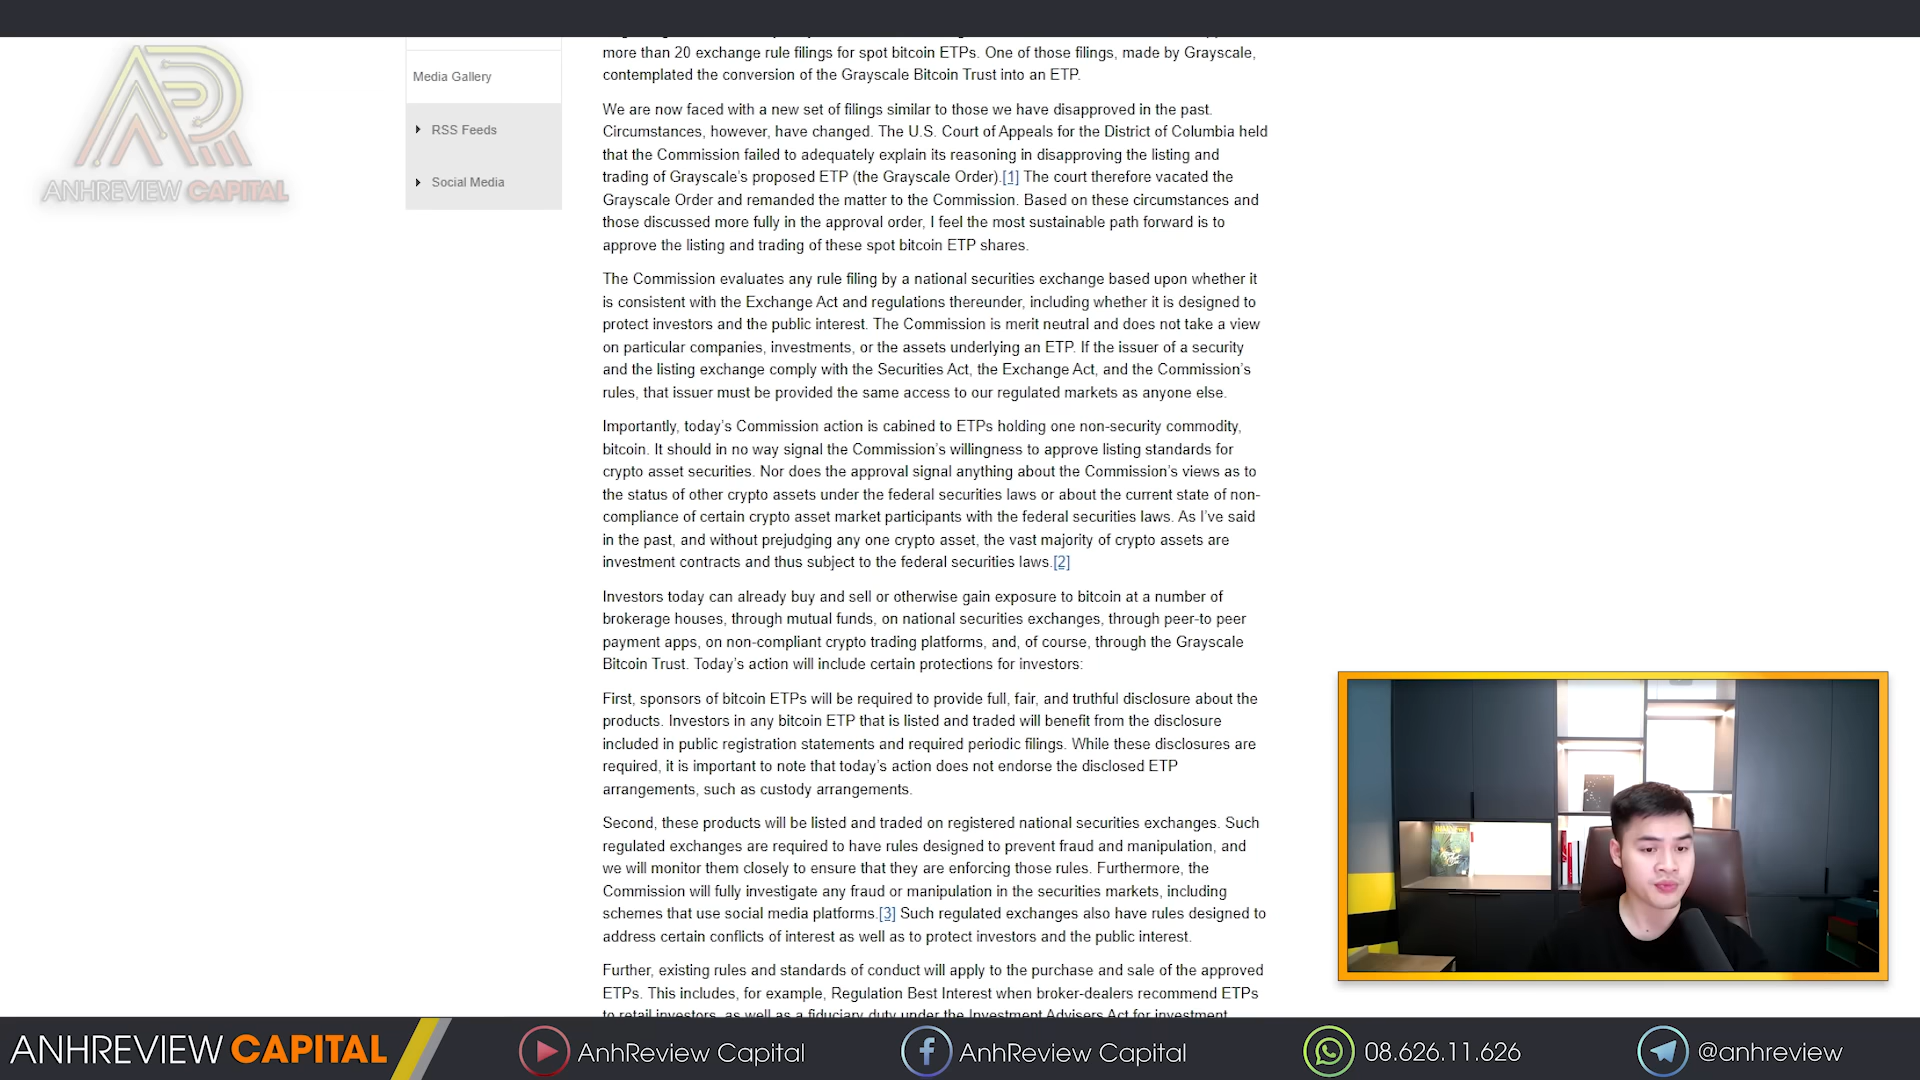 more than 20 exchange rule filings for spot bitcoin ETPs. One of those filings, made by Grayscale,
contemplated the conversion of the Grayscale Bitcoin Trust into an ETP.
Media Gallery
RSS Feeds
Social Media
ANHREVIEW CAPITAL
We are now faced with a new set of filings similar to those we have disapproved in the past.
Circumstances, however, have changed. The U.S. Court of Appeals for the District of Columbia held
that the Commission failed to adequately explain its reasoning in disapproving the listing and
trading of Grayscale's proposed ETP (the Grayscale Order).[1] The court therefore vacated the
Grayscale Order and remanded the matter to the Commission. Based on these circumstances and
those discussed more fully in the approval order, I feel the most sustainable path forward is to
approve the listing and trading of these spot bitcoin ETP shares.
The Commission evaluates any rule filing by a national securities exchange based upon whether it
is consistent with the Exchange Act and regulations thereunder, including whether it is designed to
protect investors and the public interest. The Commission is merit neutral and does not take a view
on particular companies, investments, or the assets underlying an ETP. If the issuer of a security
and the listing exchange comply with the Securities Act, the Exchange Act, and the Commission's
rules, that issuer must be provided the same access to our regulated markets as anyone else.
Importantly, today's Commission action is cabined to ETPs holding one non-security commodity,
bitcoin. It should in no way signal the Commission's willingness to approve listing standards for
crypto asset securities. Nor does the approval signal anything about the Commission's views as to
the status of other crypto assets under the federal securities laws or about the current state of non-
compliance of certain crypto asset market participants with the federal securities laws. As I've said
in the past, and without prejudging any one crypto asset, the vast majority of crypto assets are
investment contracts and thus subject to the federal securities laws.[2]
Investors today can already buy and sell or otherwise gain exposure to bitcoin at a number of
brokerage houses, through mutual funds, on national securities exchanges, through peer-to peer
payment apps, on non-compliant crypto trading platforms, and, of course, through the Grayscale
Bitcoin Trust. Today's action will include certain protections for investors:
First, sponsors of bitcoin ETPs will be required to provide full, fair, and truthful disclosure about the
products. Investors in any bitcoin ETP that is listed and traded will benefit from the disclosure
included in public registration statements and required periodic filings. While these disclosures are
required, it is important to note that today's action does not endorse the disclosed ETP
arrangements, such as custody arrangements.
Second, these products will be listed and traded on registered national securities exchanges. Such
regulated exchanges are required to have rules designed to prevent fraud and manipulation, and
we will monitor them closely to ensure that they are enforcing those rules. Furthermore, the
Commission will fully investigate any fraud or manipulation in the securities markets, including
schemes that use social media platforms.[3] Such regulated exchanges also have rules designed to
address certain conflicts of interest as well as to protect investors and the public interest.
Further, existing rules and standards of conduct will apply to the purchase and sale of the approved
ETPs. This includes, for example, Regulation Best Interest when broker-dealers recommend ETPs
to retail investors, as well as a fiduciary duty under the Investment Advisers Act for investment
ANHREVIEW CAPITAL
AnhReview Capital
AnhReview Capital
08.626.11.626
@anhreview